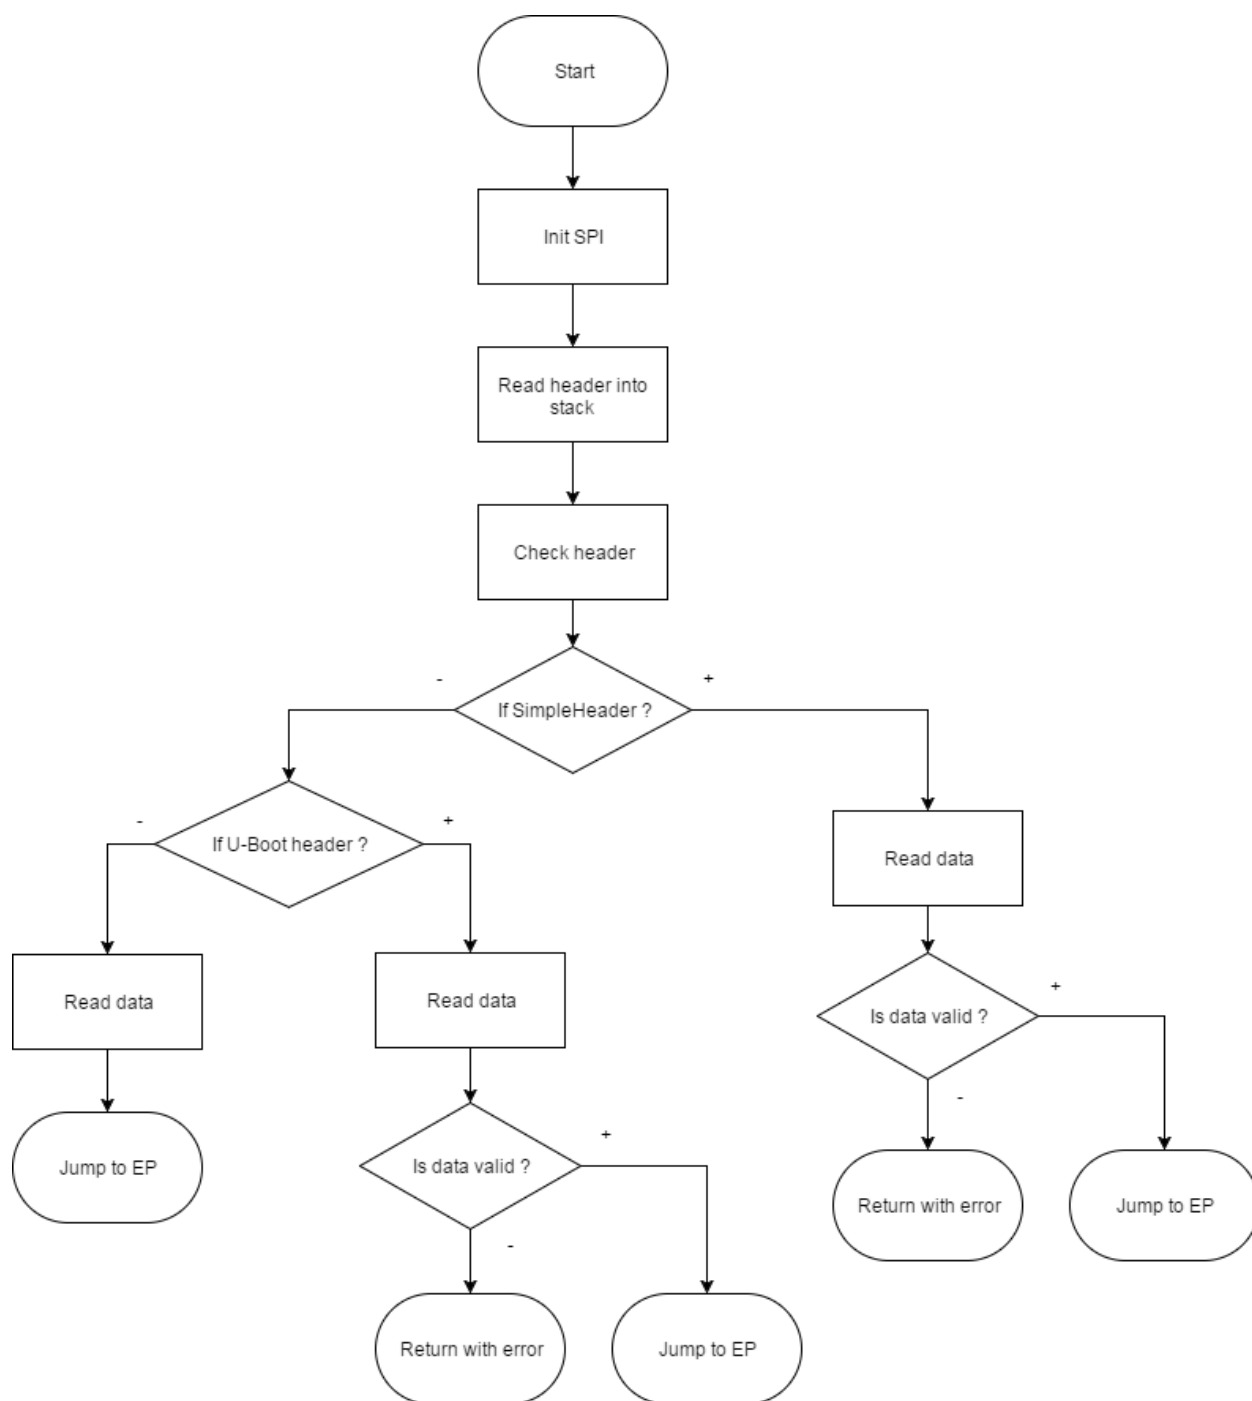 Start
Init SPI
Read header into
stack
Check header
-
+
If SimpleHeader ?
-
+
If U-Boot header ?
Read data
+
Is data valid ?
-
Read data
Read data
+
Is data valid ?
-
Jump to EP
Return with error
Jump to EP
Return with error
Jump to EP